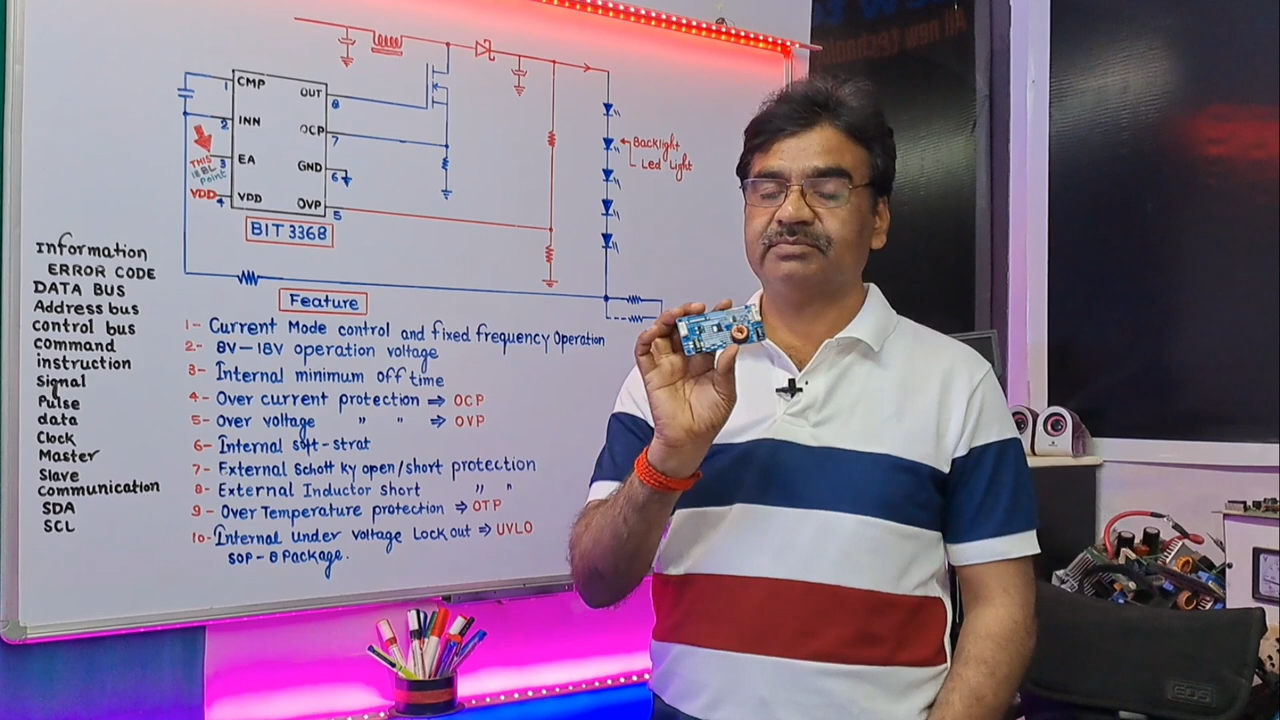 All new technolo
1 CMP
OUT 8
2 INN
OCP 7
THIS
IS BL
Point
3 EA
GND 6
VDD 4 VDD
OVP 5
BIT 3368
Backlight
Led Light
Information
ERROR CODE
DATA BUS
Address bus
control bus
command
instruction
Signal
Pulse
data
Clock
Master
Slave
communication
SDA
SCL
Feature
1- Current Mode control and fixed frequency Operation
2- 8V-18V operation voltage
3- Internal minimum off time
4- Over current protection ⇒ OCP
5- Over voltage " " ⇒ OVP
6- Internal soft-strat
7- External Schott ky open/short protection
8- External Inductor short " "
9- Over Temperature protection ⇒ OTP
10- Internal under voltage Lock out ⇒ UVLO
SOP-8 Package.
EOS